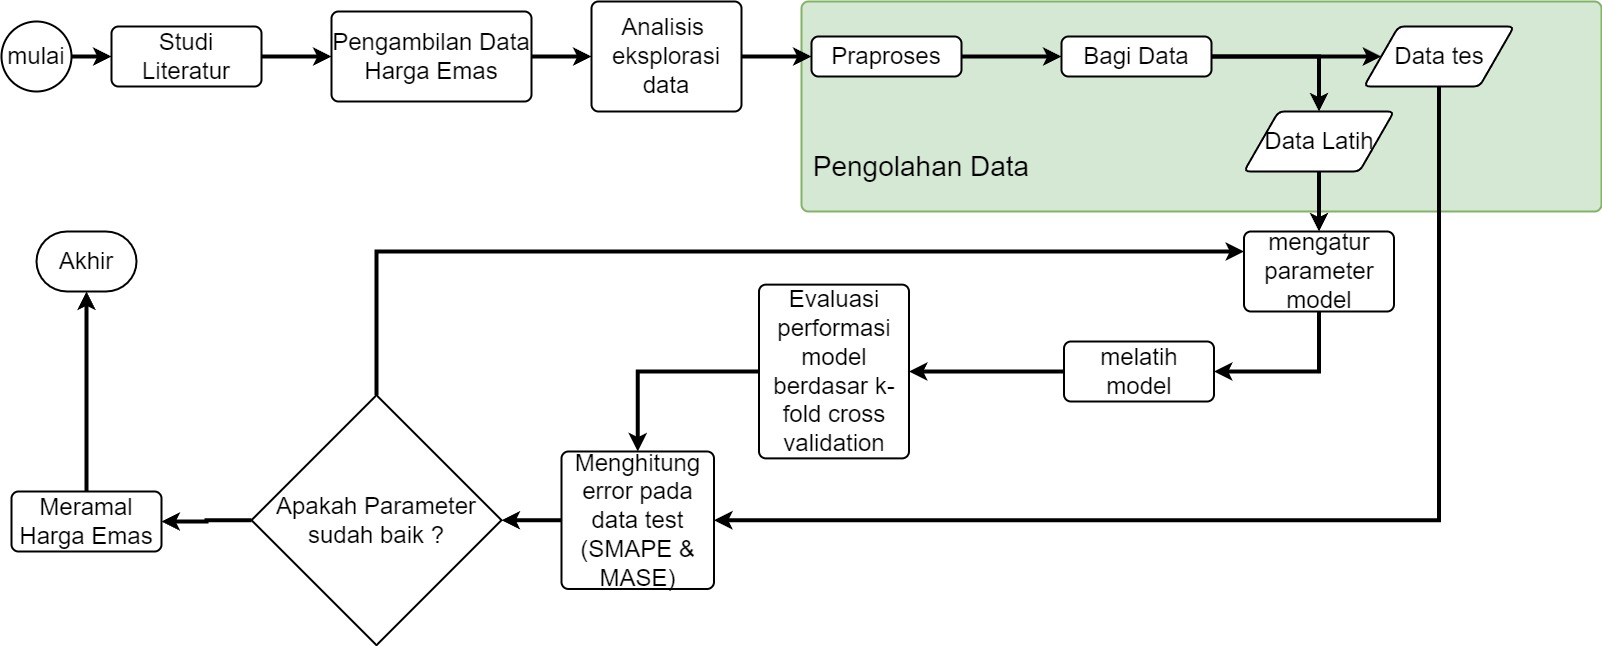 mulai
Studi
Literatur
Pengambilan Data
Harga Emas
Analisis
eksplorasi
data
Praproses
Bagi Data
Data tes
Data Latih
Pengolahan Data
mengatur
parameter
model
melatih
model
Evaluasi
performasi
model
berdasar k-
fold cross
validation
Menghitung
error pada
data test
(SMAPE &
MASE)
Apakah Parameter
sudah baik ?
Meramal
Harga Emas
Akhir